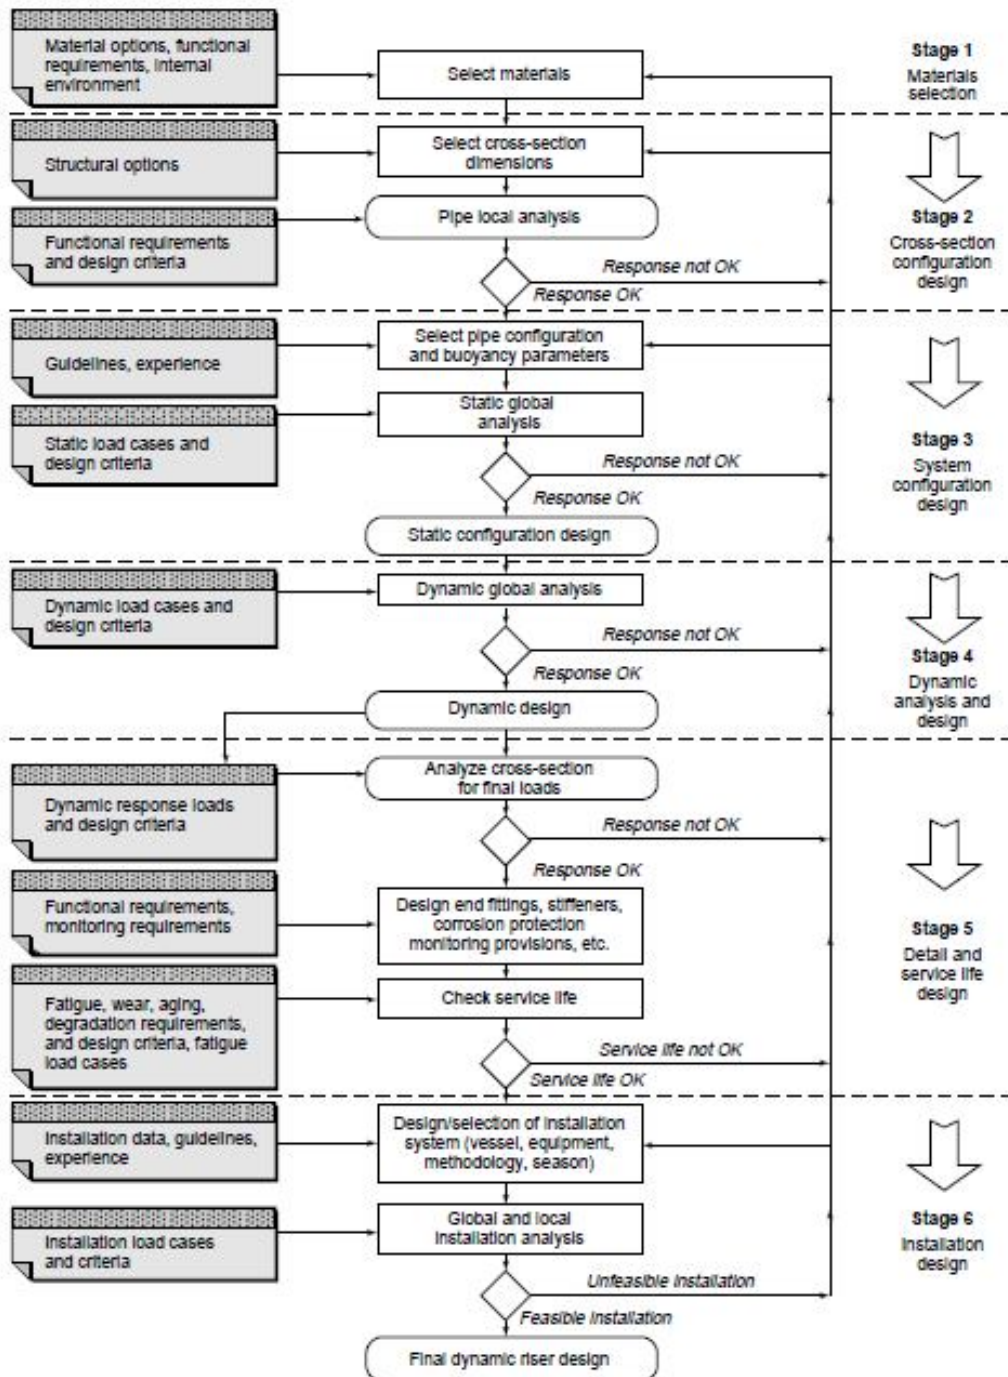 Material options, functional
requirements, internal
environment
Select materials
Stage 1
Materials
selection
Structural options
Select cross-section
dimensions
Functional requirements
and design criteria
Pipe local analysis
Response not OK
Response OK
Stage 2
Cross-section
configuration
design
Guidelines, experience
Select pipe configuration
and buoyancy parameters
Static load cases and
design criteria
Static global
analysis
Response not OK
Response OK
Static configuration design
Stage 3
System
configuration
design
Dynamic load cases and
design criteria
Dynamic global analysis
Response not OK
Response OK
Dynamic design
Stage 4
Dynamic
analysis and
design
Dynamic response loads
and design criteria
Analyze cross-section
for final loads
Response not OK
Response OK
Functional requirements,
monitoring requirements
Design end fittings, stiffeners,
corrosion protection
monitoring provisions, etc.
Fatigue, wear, aging,
degradation requirements,
and design criteria, fatigue
load cases
Check service life
Service life not OK
Service life OK
Stage 5
Detail and
service life
design
Installation data, guidelines,
experience
Design/selection of installation
system (vessel, equipment,
methodology, season)
Installation load cases
and criteria
Global and local
installation analysis
Unfeasible installation
Feasible installation
Final dynamic riser design
Stage 6
Installation
design